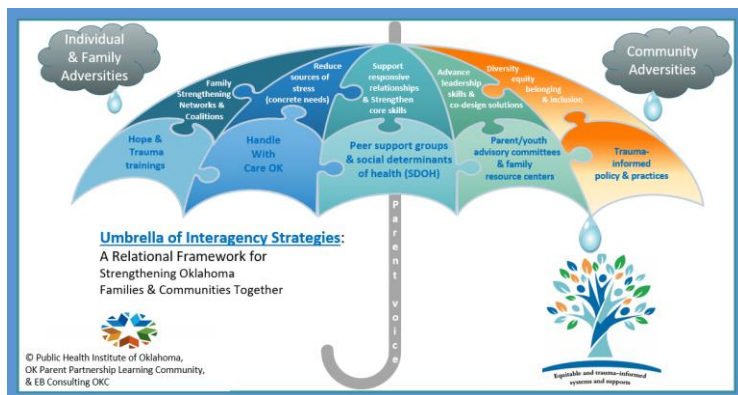 Individual
& Family
Adversities
Community
Adversities
Family
Strengthening
Networks &
Coalitions
Reduce
sources of
stress
(concrete needs)
Support
responsive
relationships
& Strengthen
core skills
Advance
leadership
skills &
co-design solutions
Diversity
equity
belonging
& inclusion
Hope &
Trauma
trainings
Handle
With
Care OK
Peer support groups
& social determinants
of health (SDOH)
Parent/youth
advisory committees
& family
resource centers
Trauma-
informed
policy & practices
Parent voice
Umbrella of Interagency Strategies:
A Relational Framework for
Strengthening Oklahoma
Families & Communities Together
© Public Health Institute of Oklahoma,
OK Parent Partnership Learning Community,
& EB Consulting OKC
Equitable and trauma-informed
systems and supports